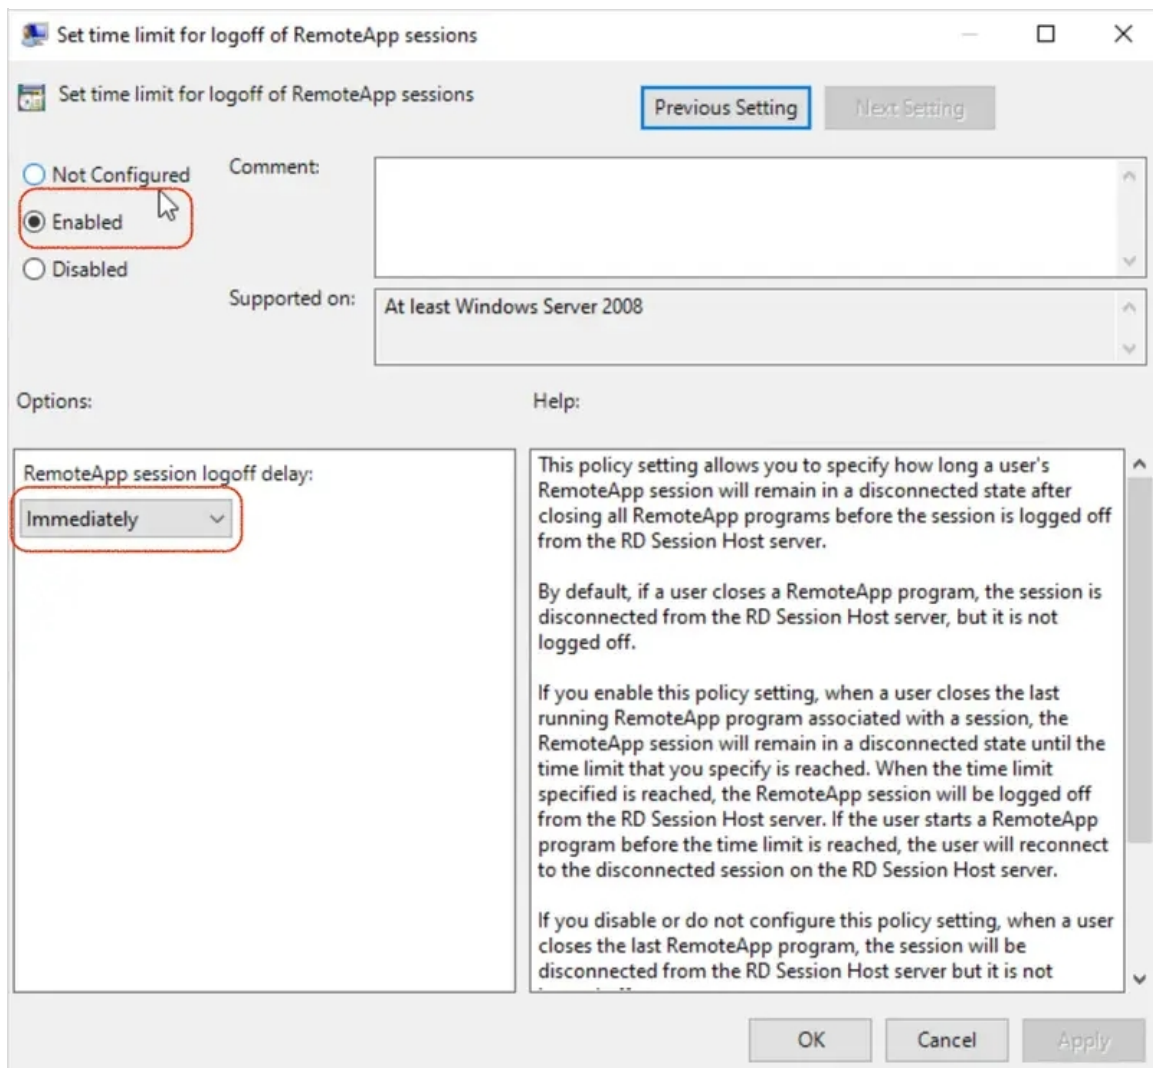 Set time limit for logoff of RemoteApp sessions
Set time limit for logoff of RemoteApp sessions
Previous Setting
Next Setting
Not Configured
Comment:
Enabled
Disabled
Supported on:
At least Windows Server 2008
Options:
Help:
RemoteApp session logoff delay:
Immediately
This policy setting allows you to specify how long a user's
RemoteApp session will remain in a disconnected state after
closing all RemoteApp programs before the session is logged off
from the RD Session Host server.
By default, if a user closes a RemoteApp program, the session is
disconnected from the RD Session Host server, but it is not
logged off.
If you enable this policy setting, when a user closes the last
running RemoteApp program associated with a session, the
RemoteApp session will remain in a disconnected state until the
time limit that you specify is reached. When the time limit
specified is reached, the RemoteApp session will be logged off
from the RD Session Host server. If the user starts a RemoteApp
program before the time limit is reached, the user will reconnect
to the disconnected session on the RD Session Host server.
If you disable or do not configure this policy setting, when a user
closes the last RemoteApp program, the session will be
disconnected from the RD Session Host server but it is not
OK
Cancel
Apply